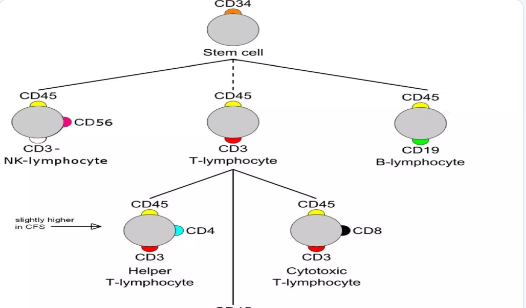 CD34
Stem cell
CD45
CD45
CD45
CD56
CD3-
CD3
CD19
NK-lymphocyte
T-lymphocyte
B-lymphocyte
CD45
CD45
slightly higher
in CFS
CD4
CD8
CD3
CD3
Helper
T-lymphocyte
Cytotoxic
T-lymphocyte